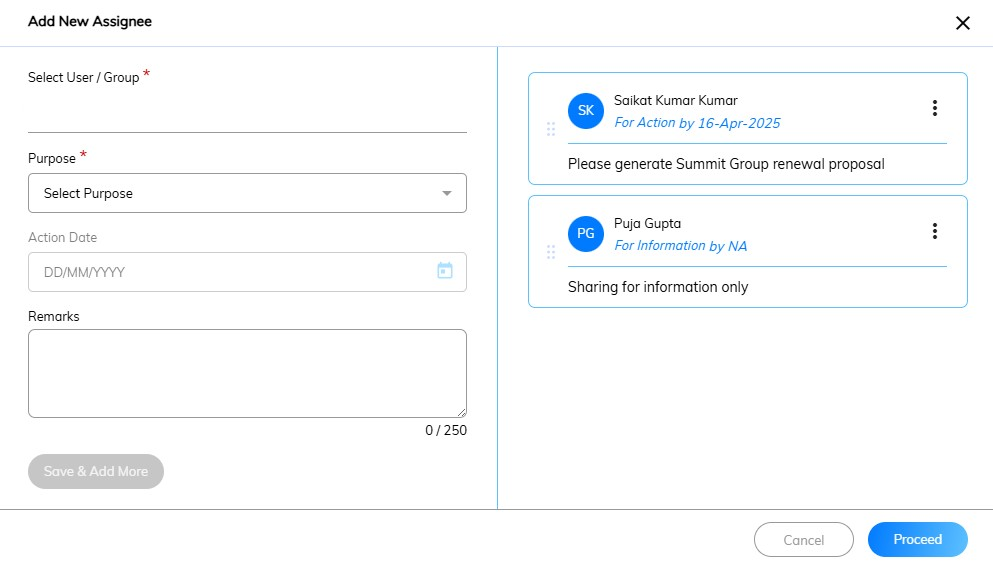 Add New Assignee
Select User / Group *
Purpose *
Select Purpose
Action Date
DD/MM/YYYY
Remarks
0 / 250
Save & Add More
SK
Saikat Kumar Kumar
For Action by 16-Apr-2025
Please generate Summit Group renewal proposal
PG
Puja Gupta
For Information by NA
Sharing for information only
Cancel
Proceed